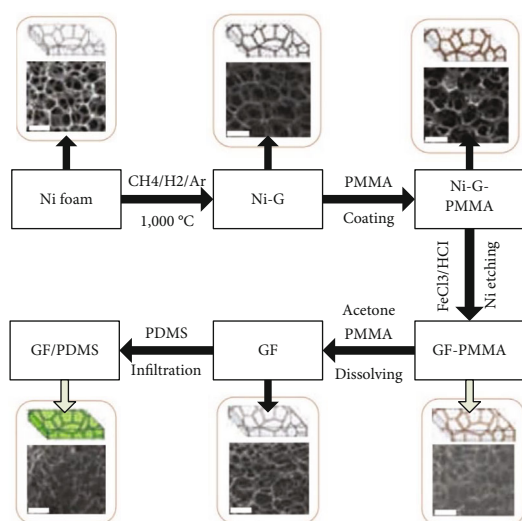 Ni foam
CH4/H2/Ar
1,000 °C
Ni-G
PMMA
Coating
Ni-G-
PMMA
FeCl3/HCI
Ni etching
GF/PDMS
PDMS
Infiltration
GF
Acetone
PMMA
Dissolving
GF-PMMA